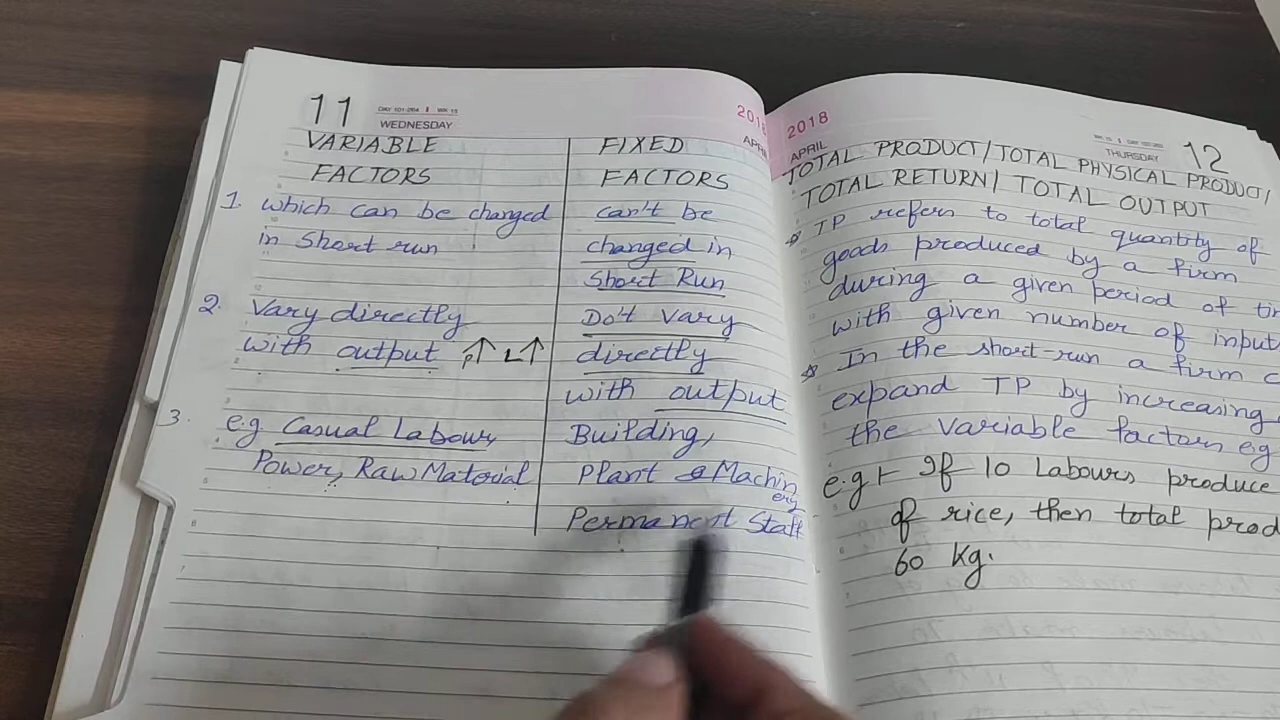 11
WEDNESDAY
2018
VARIABLE
FACTORS
1. which can be changed
in Short run
2. Vary directly
with output P↑ L↑
3. e.g Casual Labour,
Power, Raw Material
FIXED
FACTORS
can't be
changed in
Short Run
Do't vary
directly
with output
Building,
Plant & Machin
ery
Permanent Staff
2018
APRIL
THURSDAY
12
TOTAL PRODUCT/TOTAL PHYSICAL PRODUCT/
TOTAL RETURN/ TOTAL OUTPUT
TP refers to total quantity of
goods produced by a firm
during a given period of
with given number of input
In the short-run a firm
expand TP by increasing
the variable factors e.g
e.g :- If 10 Labours produce
of rice, then total
60 Kg.